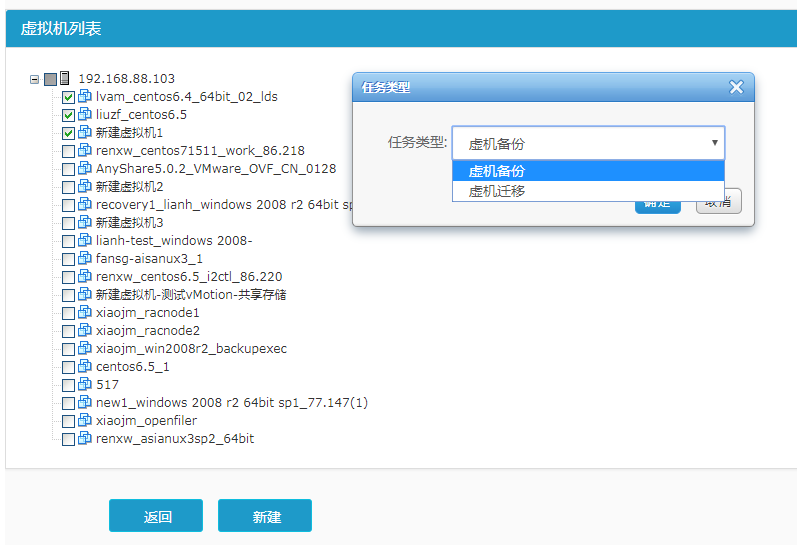 虚拟机列表
192.168.88.103
lvam_centos6.4_64bit_02_lds
liuzf_centos6.5
新建虚拟机1
renxw_centos71511_work_86.218
AnyShare5.0.2_VMware_OVF_CN_0128
新建虚拟机2
recovery1_lianh_windows 2008 r2 64bit sp
新建虚拟机3
lianh-test_windows 2008-
fansg-aisanux3_1
renxw_centos6.5_i2ctl_86.220
新建虚拟机-测试vMotion-共享存储
xiaojm_racnode1
xiaojm_racnode2
xiaojm_win2008r2_backupexec
centos6.5_1
517
new1_windows 2008 r2 64bit sp1_77.147(1)
xiaojm_openfiler
renxw_asianux3sp2_64bit
任务类型
任务类型: 虚机备份
虚机备份
虚机迁移
确定 取消
返回 新建